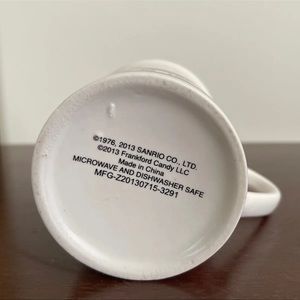 ©1976, 2013 SANRIO CO., LTD.
©2013 Frankford Candy LLC
Made in China
MICROWAVE AND DISHWASHER SAFE
MFG-Z20130715-3291